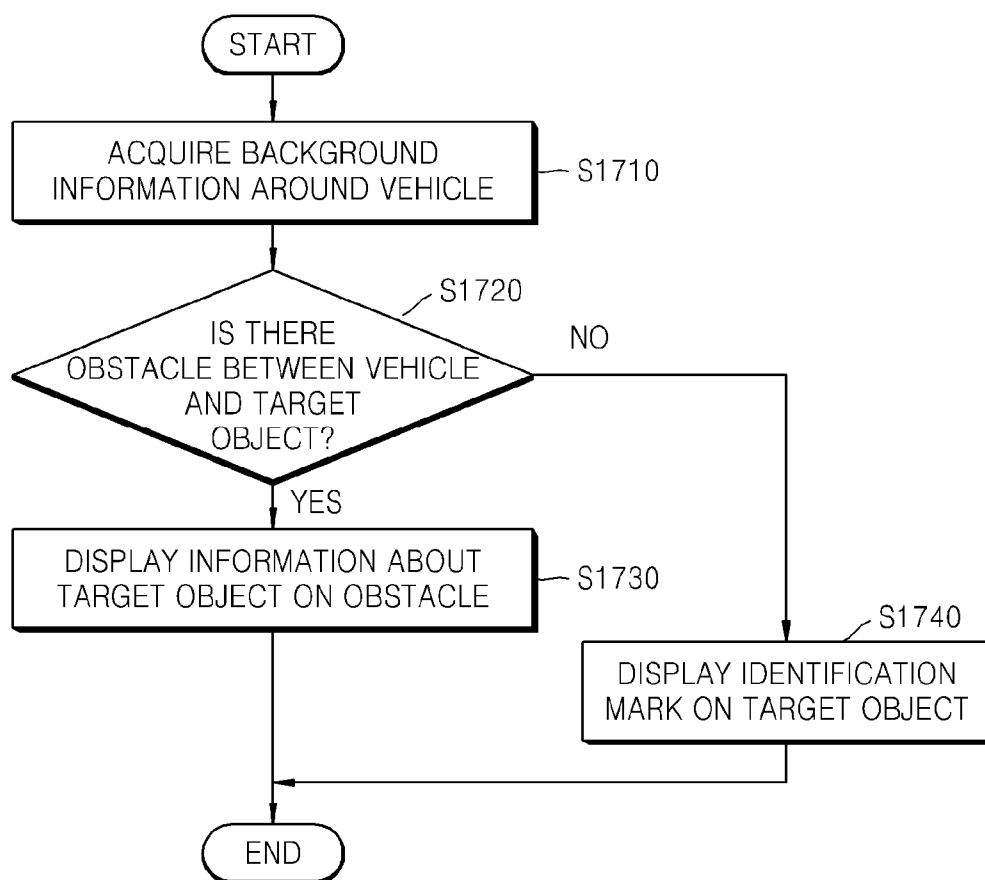 START
ACQUIRE BACKGROUND
INFORMATION AROUND VEHICLE
S1710
S1720
IS THERE
OBSTACLE BETWEEN VEHICLE
AND TARGET
OBJECT?
NO
YES
DISPLAY INFORMATION ABOUT
TARGET OBJECT ON OBSTACLE
S1730
S1740
DISPLAY IDENTIFICATION
MARK ON TARGET OBJECT
END